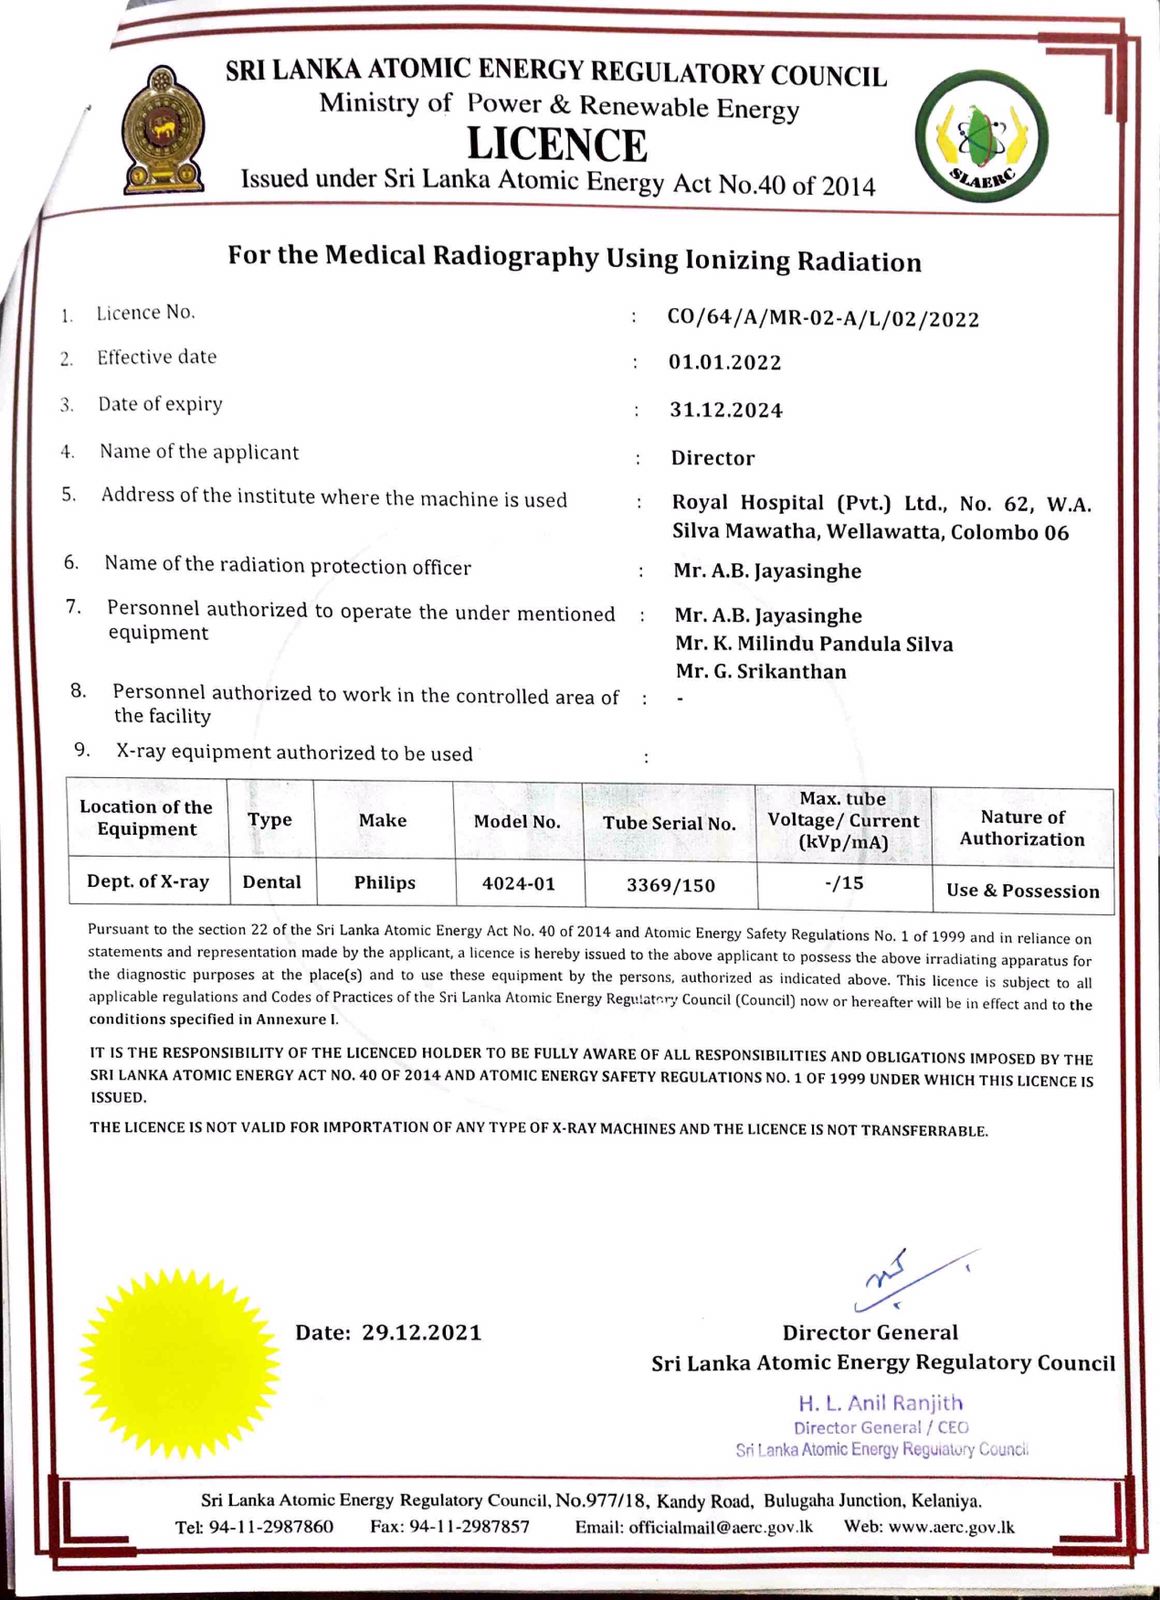 SRI LANKA ATOMIC ENERGY REGULATORY COUNCIL
Ministry of Power & Renewable Energy
LICENCE
Issued under Sri Lanka Atomic Energy Act No.40 of 2014
SLAERC
For the Medical Radiography Using Ionizing Radiation
1. Licence No. : CO/64/A/MR-02-A/L/02/2022
2. Effective date : 01.01.2022
3. Date of expiry : 31.12.2024
4. Name of the applicant : Director
5. Address of the institute where the machine is used : Royal Hospital (Pvt.) Ltd., No. 62, W.A.
Silva Mawatha, Wellawatta, Colombo 06
6. Name of the radiation protection officer : Mr. A.B. Jayasinghe
7. Personnel authorized to operate the under mentioned : Mr. A.B. Jayasinghe
equipment
Mr. K. Milindu Pandula Silva
Mr. G. Srikanthan
8. Personnel authorized to work in the controlled area of : -
the facility
9. X-ray equipment authorized to be used :
Location of the Equipment Type Make Model No. Tube Serial No. Max. tube Voltage/ Current (kVp/mA) Nature of Authorization
Dept. of X-ray Dental Philips 4024-01 3369/150 -/15 Use & Possession
Pursuant to the section 22 of the Sri Lanka Atomic Energy Act No. 40 of 2014 and Atomic Energy Safety Regulations No. 1 of 1999 and in reliance on
statements and representation made by the applicant, a licence is hereby issued to the above applicant to possess the above irradiating apparatus for
the diagnostic purposes at the place(s) and to use these equipment by the persons, authorized as indicated above. This licence is subject to all
applicable regulations and Codes of Practices of the Sri Lanka Atomic Energy Regulatory Council (Council) now or hereafter will be in effect and to the
conditions specified in Annexure I.
IT IS THE RESPONSIBILITY OF THE LICENCED HOLDER TO BE FULLY AWARE OF ALL RESPONSIBILITIES AND OBLIGATIONS IMPOSED BY THE
SRI LANKA ATOMIC ENERGY ACT NO. 40 OF 2014 AND ATOMIC ENERGY SAFETY REGULATIONS NO. 1 OF 1999 UNDER WHICH THIS LICENCE IS
ISSUED.
THE LICENCE IS NOT VALID FOR IMPORTATION OF ANY TYPE OF X-RAY MACHINES AND THE LICENCE IS NOT TRANSFERRABLE.
Date: 29.12.2021
Director General
Sri Lanka Atomic Energy Regulatory Council
H. L. Anil Ranjith
Director General / CEO
Sri Lanka Atomic Energy Regulatory Council
Sri Lanka Atomic Energy Regulatory Council, No.977/18, Kandy Road, Bulugaha Junction, Kelaniya.
Tel: 94-11-2987860 Fax: 94-11-2987857 Email: officialmail@aerc.gov.lk Web: www.aerc.gov.lk